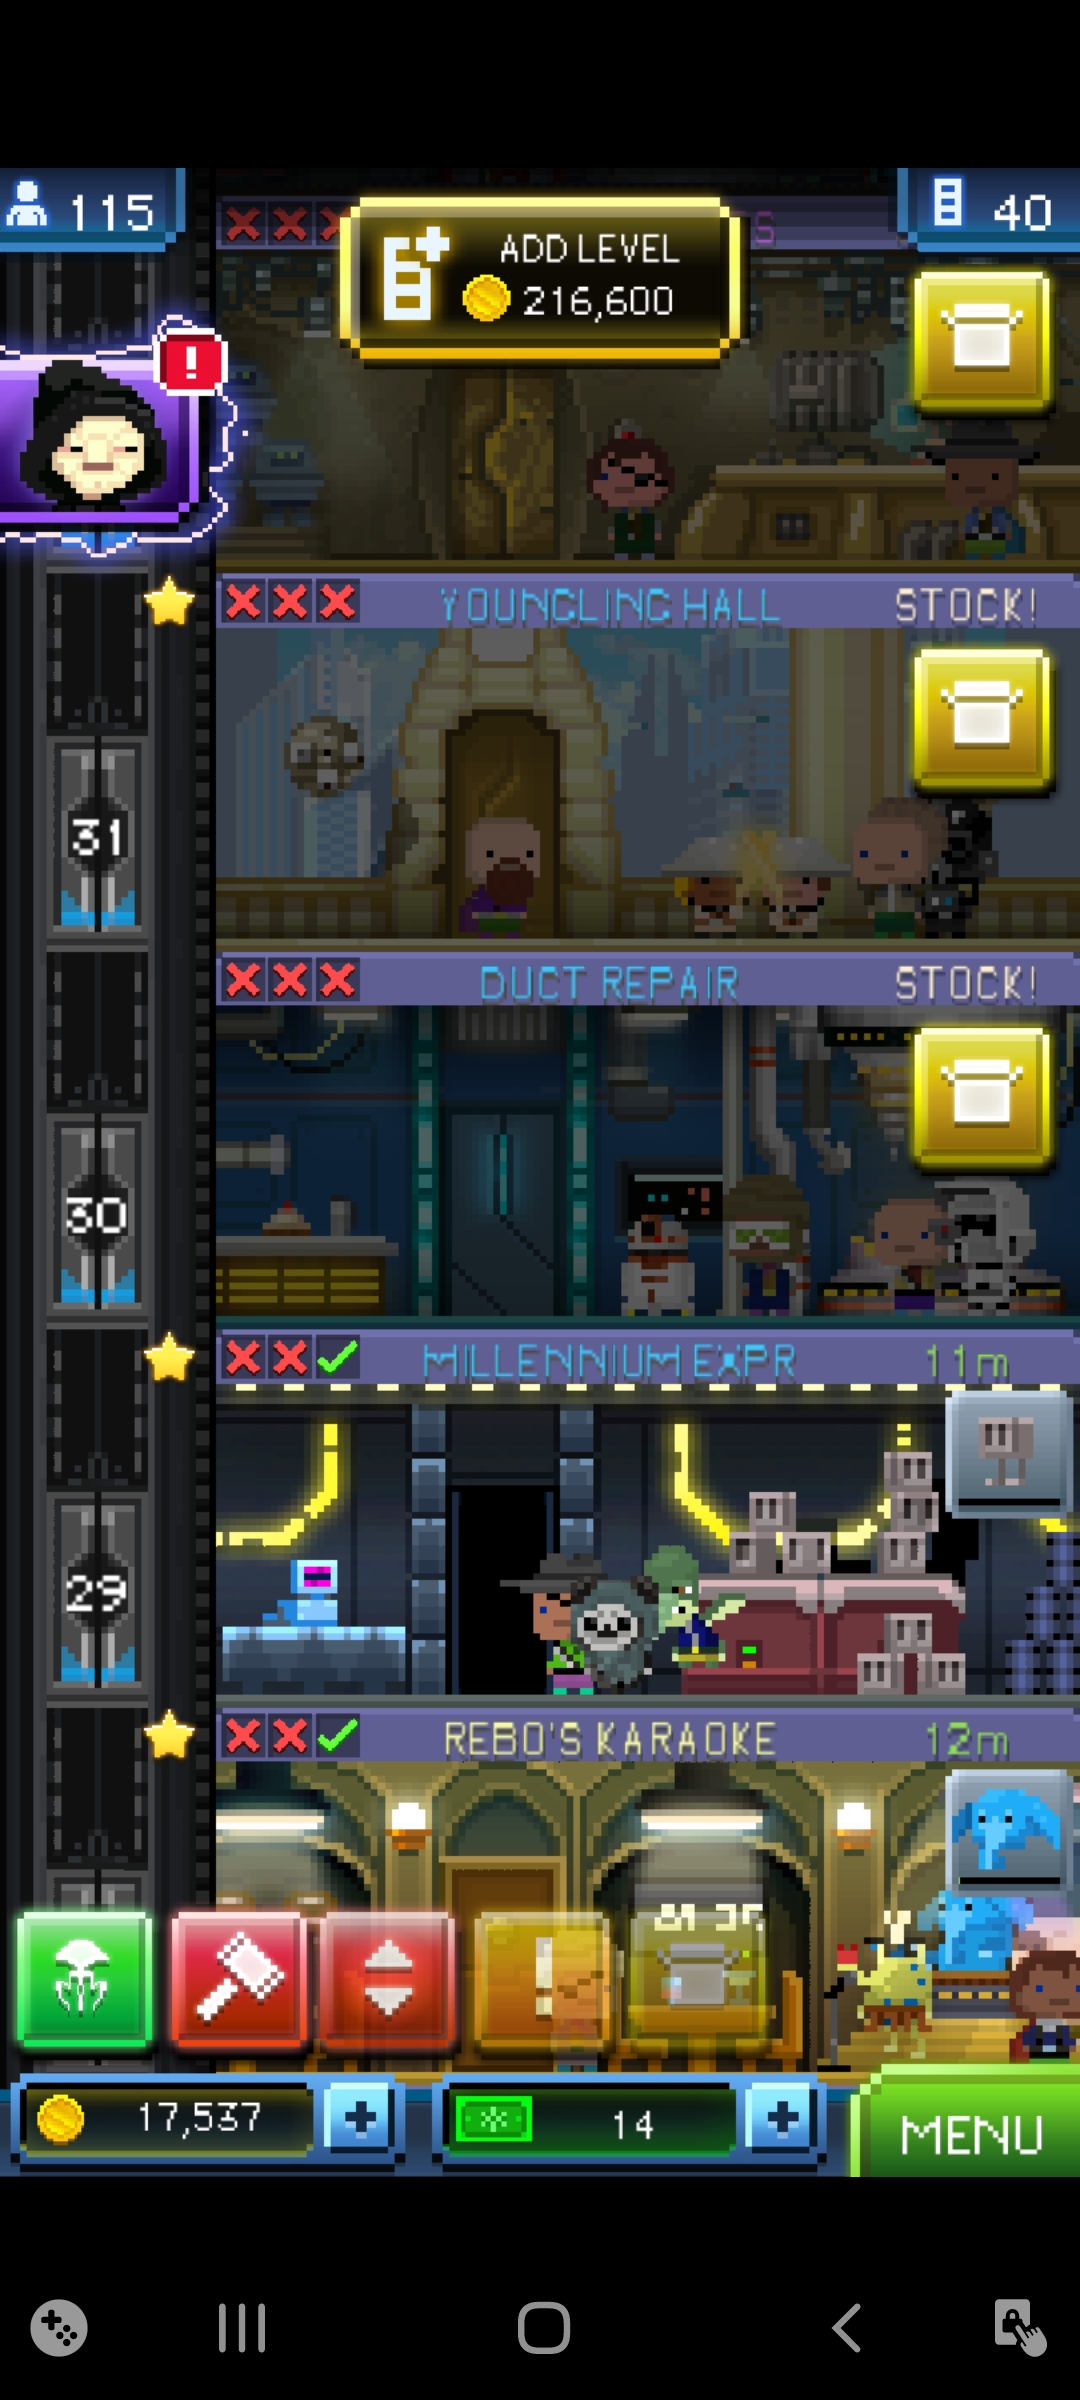 115
ADD LEVEL
216,600
40
YOUNGLING HALL
STOCK!
31
DUCT REPAIR
STOCK!
30
MILLENNIUM EXPR
11m
29
REBO'S KARAOKE
12m
17,537
14
MENU